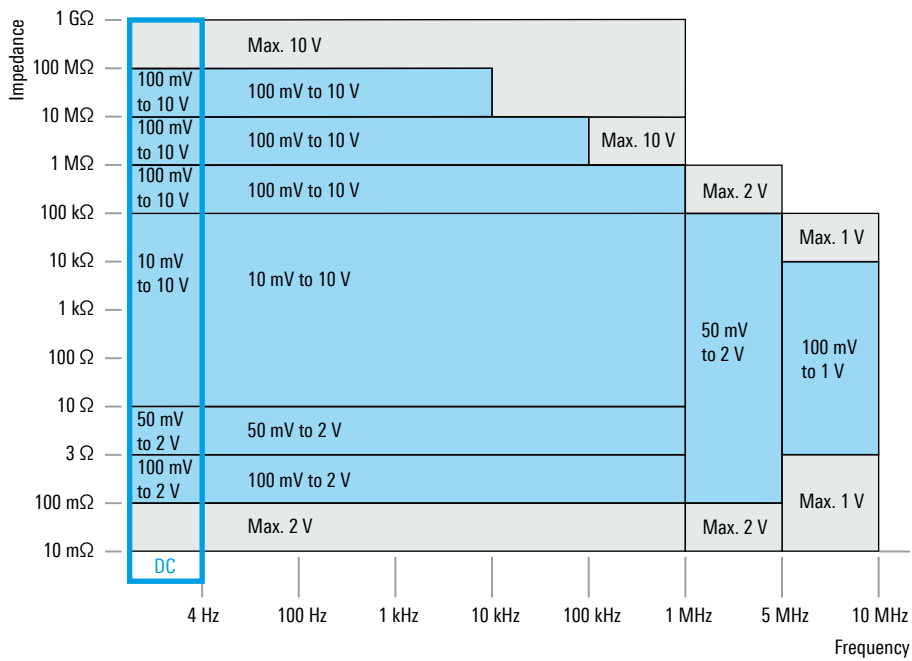 Impedance
1 GΩ
Max. 10 V
100 MΩ
100 mV
to 10 V
100 mV to 10 V
10 MΩ
100 mV
to 10 V
100 mV to 10 V
Max. 10 V
1 MΩ
100 mV
to 10 V
100 mV to 10 V
Max. 2 V
100 kΩ
Max. 1 V
10 kΩ
10 mV
to 10 V
10 mV to 10 V
1 kΩ
50 mV
to 2 V
100 mV
to 1 V
100 Ω
10 Ω
50 mV
to 2 V
50 mV to 2 V
3 Ω
100 mV
to 2 V
100 mV to 2 V
Max. 1 V
100 mΩ
Max. 2 V
Max. 2 V
10 mΩ
DC
4 Hz
100 Hz
1 kHz
10 kHz
100 kHz
1 MHz
5 MHz
10 MHz
Frequency